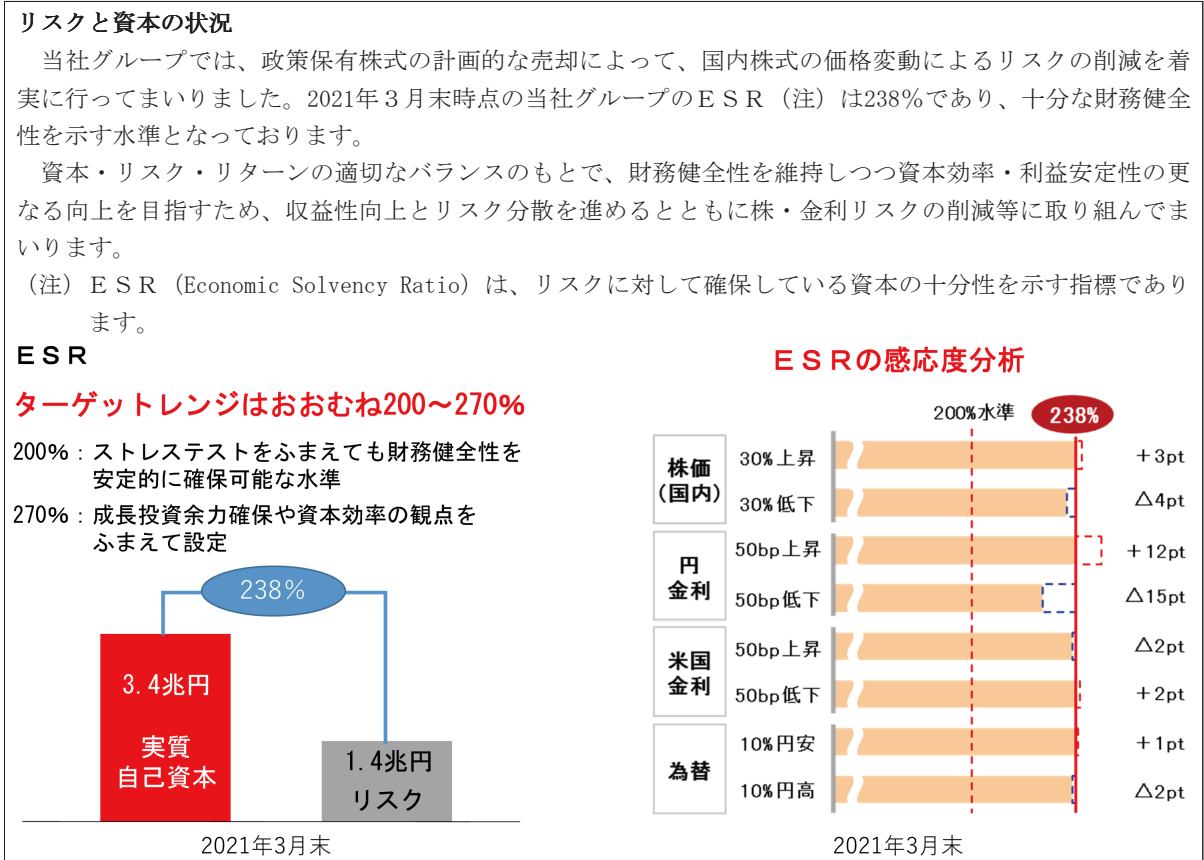 リスクと資本の状況
　当社グループでは、政策保有株式の計画的な売却によって、国内株式の価格変動によるリスクの削減を着
実に行ってまいりました。2021年３月末時点の当社グループのＥＳＲ（注）は238％であり、十分な財務健全
性を示す水準となっております。
　資本・リスク・リターンの適切なバランスのもとで、財務健全性を維持しつつ資本効率・利益安定性の更
なる向上を目指すため、収益性向上とリスク分散を進めるとともに株・金利リスクの削減等に取り組んでま
いります。
（注）ＥＳＲ（Economic Solvency Ratio）は、リスクに対して確保している資本の十分性を示す指標であり
ます。
ＥＳＲ
ターゲットレンジはおおむね200～270％
200％：ストレステストをふまえても財務健全性を
安定的に確保可能な水準
270％：成長投資余力確保や資本効率の観点を
ふまえて設定
238％
3.4兆円
実質
自己資本
1.4兆円
リスク
2021年3月末
ＥＳＲの感応度分析
200％水準
238％
株価
（国内）
30％上昇
＋3pt
30％低下
△4pt
円
金利
50bp上昇
＋12pt
50bp低下
△15pt
米国
金利
50bp上昇
△2pt
50bp低下
＋2pt
為替
10％円安
＋1pt
10％円高
△2pt
2021年3月末